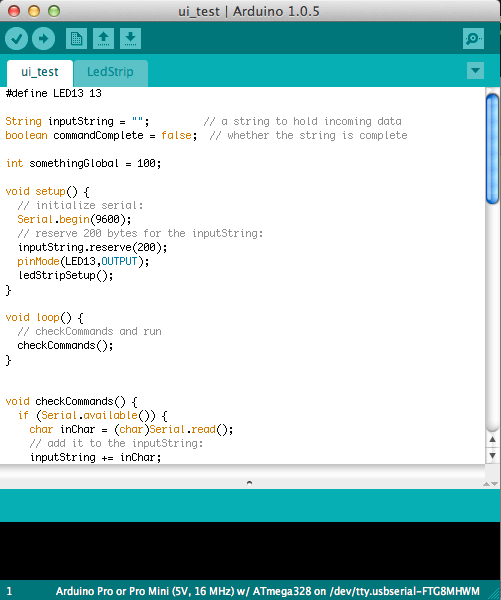 ui_test | Arduino 1.0.5
ui_test LedStrip
#define LED13 13
String inputString = ""; // a string to hold incoming data
boolean commandComplete = false; // whether the string is complete
int somethingGlobal = 100;
void setup() {
// initialize serial:
Serial.begin(9600);
// reserve 200 bytes for the inputString:
inputString.reserve(200);
pinMode(LED13,OUTPUT);
ledStripSetup();
}
void loop() {
// checkCommands and run
checkCommands();
}
void checkCommands() {
if (Serial.available()) {
char inChar = (char)Serial.read();
// add it to the inputString:
inputString += inChar;
1 Arduino Pro or Pro Mini (5V, 16 MHz) w/ ATmega328 on /dev/tty.usbserial-FTG8MHWM